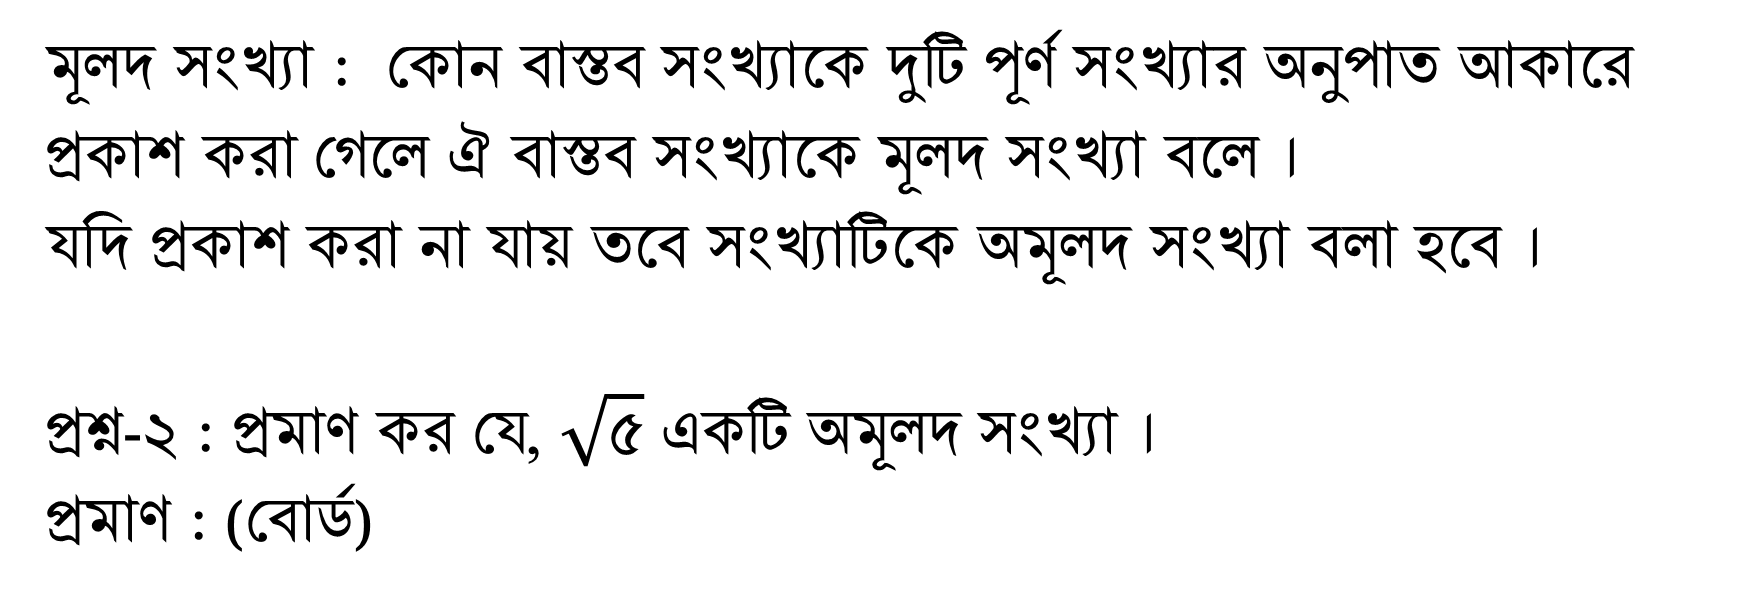 মূলদ সংখ্যা : কোন বাস্তব সংখ্যাকে দুটি পূর্ণ সংখ্যার অনুপাত আকারে
প্রকাশ করা গেলে ঐ বাস্তব সংখ্যাকে মূলদ সংখ্যা বলে ।
যদি প্রকাশ করা না যায় তবে সংখ্যাটিকে অমূলদ সংখ্যা বলা হবে ।
প্রশ্ন-২ : প্রমাণ কর যে, √৫ একটি অমূলদ সংখ্যা ।
প্রমাণ : (বোর্ড)